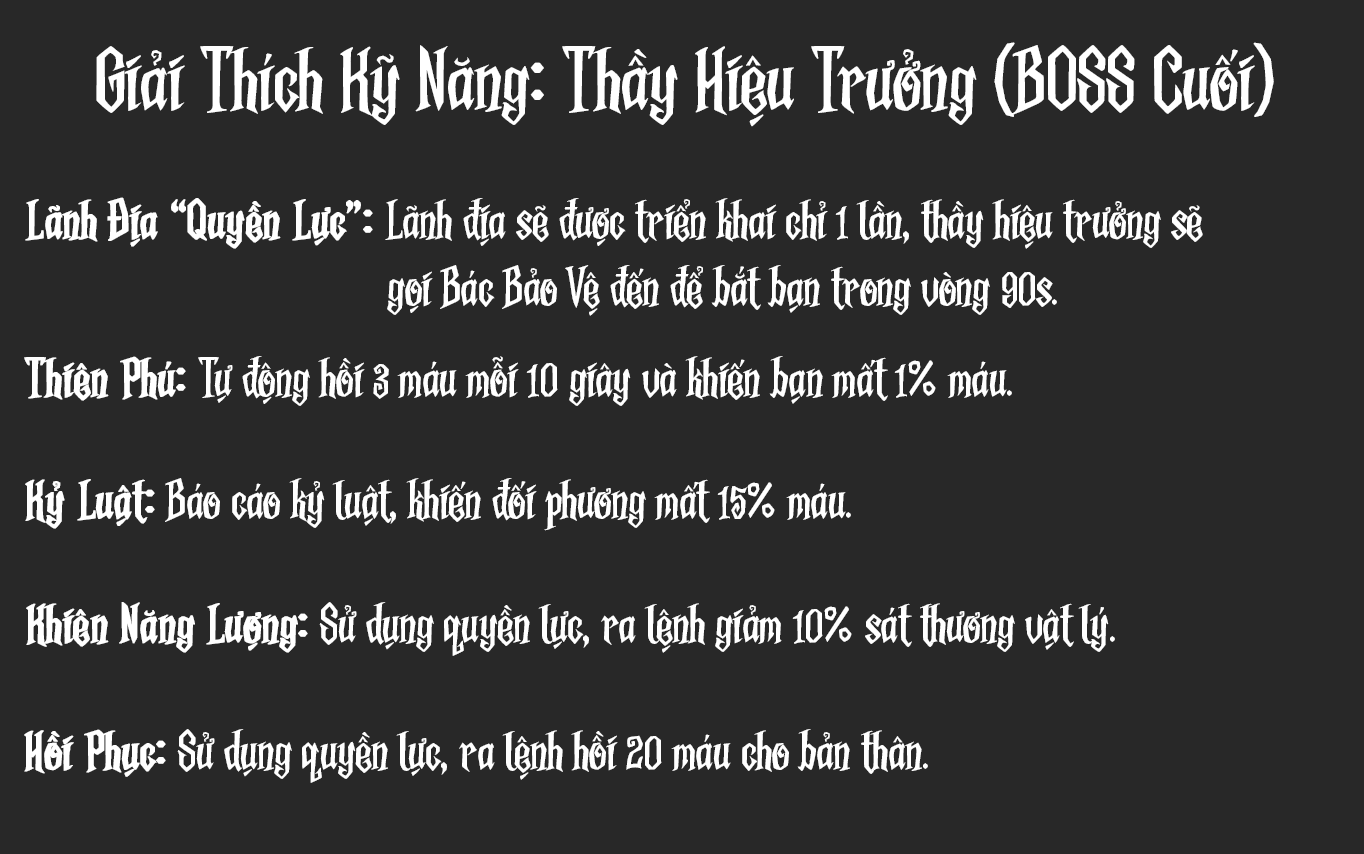 Giải Thích Kỹ Năng: Thầy Hiệu Trưởng (BOSS Cuối)
Lãnh Địa “Quyền Lực”: Lãnh địa sẽ được triển khai chỉ 1 lần, thầy hiệu trưởng sẽ
gọi Bác Bảo Vệ đến để bắt bạn trong vòng 90s.
Thiên Phú: Tự động hồi 3 máu mỗi 10 giây và khiến bạn mất 1% máu.
Kỷ Luật: Báo cáo kỷ luật, khiến đối phương mất 15% máu.
Khiên Năng Lượng: Sử dụng quyền lực, ra lệnh giảm 10% sát thương vật lý.
Hồi Phục: Sử dụng quyền lực, ra lệnh hồi 20 máu cho bản thân.